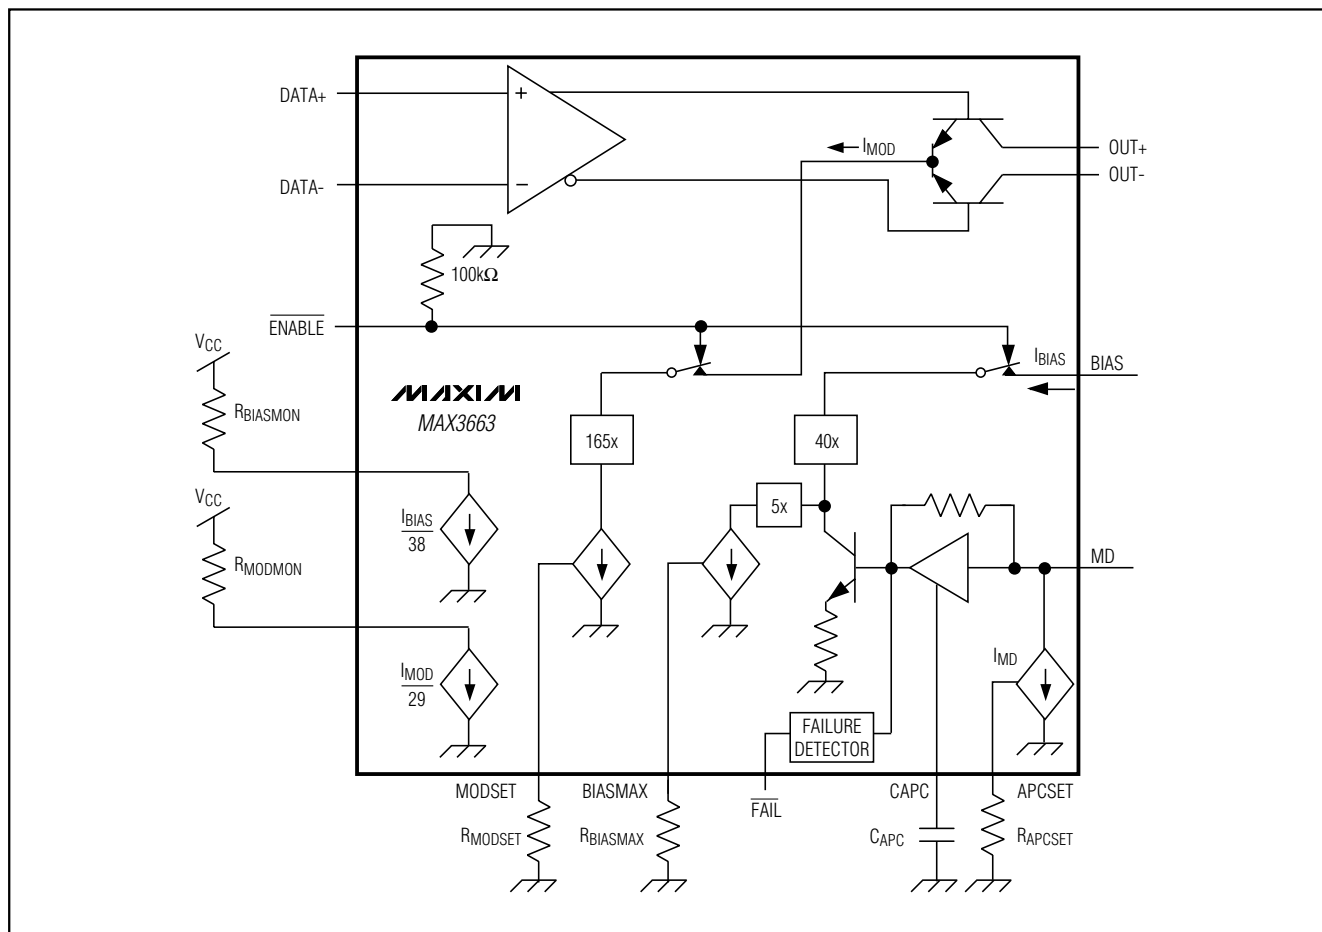 DATA+
DATA-
OUT+
OUT-
IMOD
100kΩ
ENABLE
VCC
RBIASMON
MAXIM
MAX3663
IBIAS
BIAS
165x
40x
5x
VCC
RMODMON
IBIAS
38
MD
IMOD
29
IMD
FAILURE
DETECTOR
MODSET
BIASMAX
FAIL
CAPC
APCSET
RMODSET
RBIASMAX
CAPC
RAPCSET